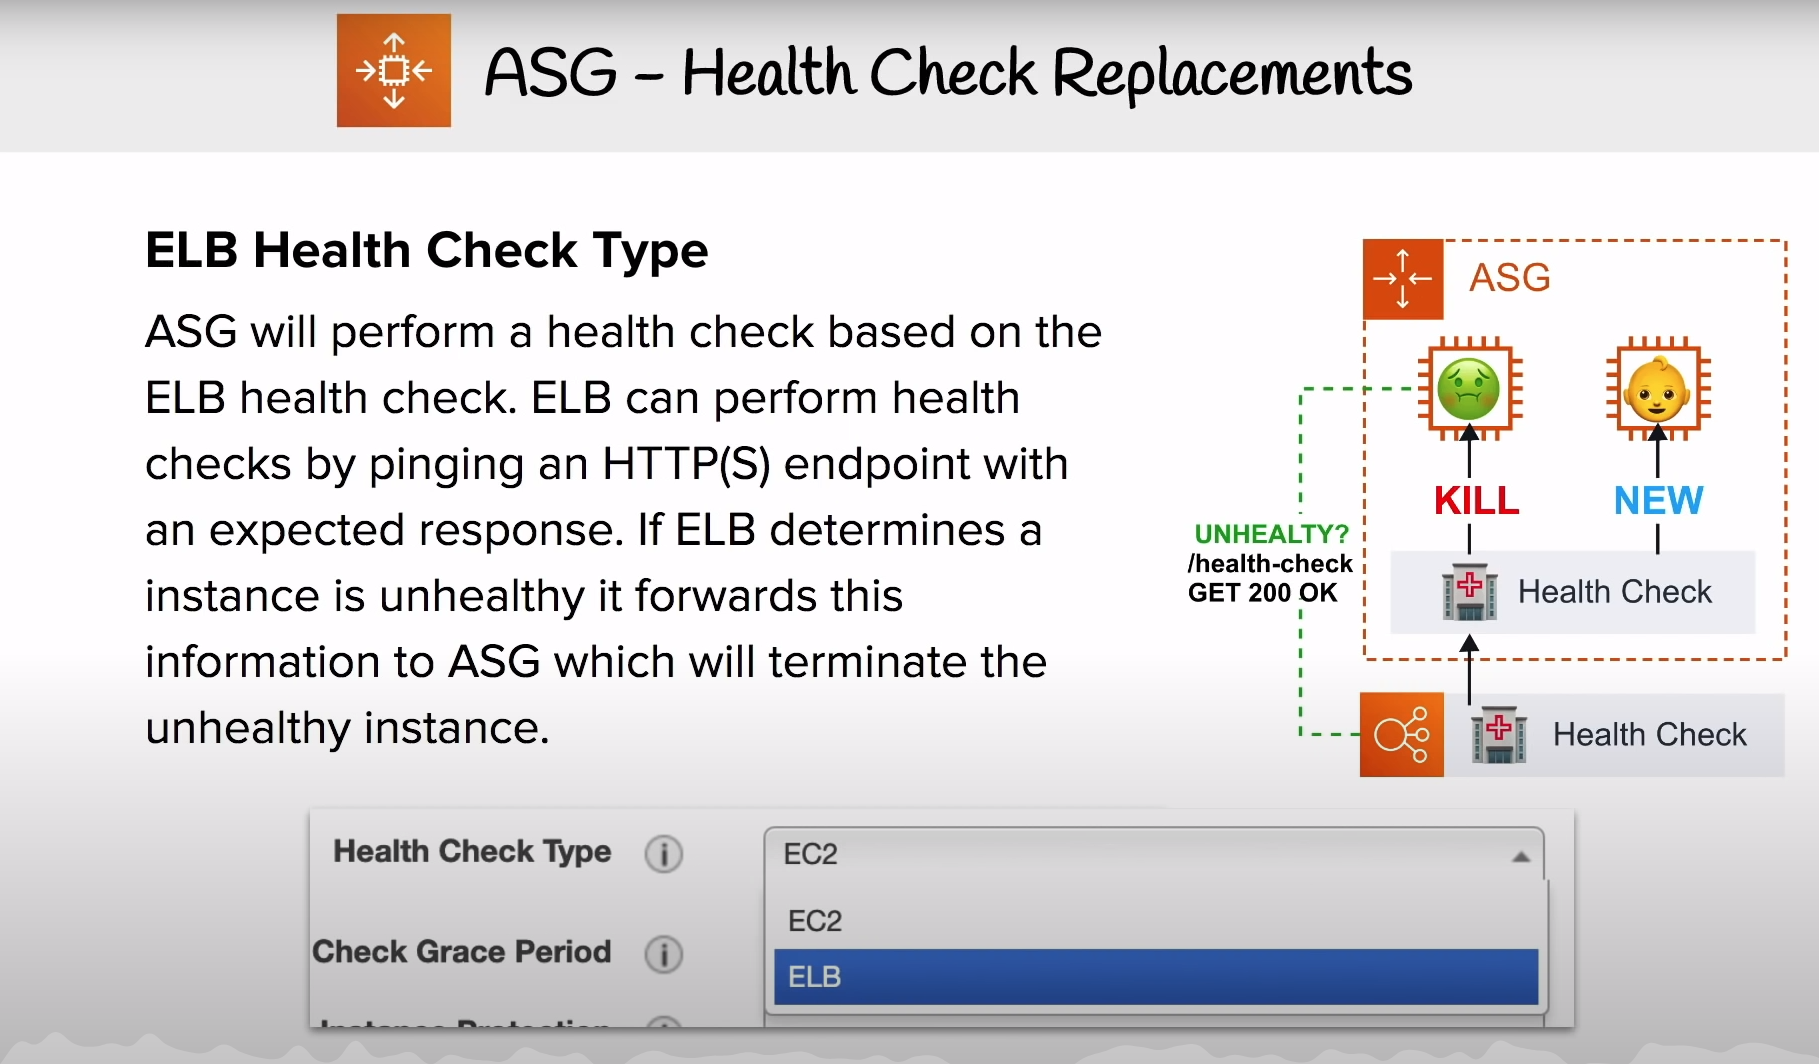 ASG – Health Check Replacements
ELB Health Check Type
ASG will perform a health check based on the
ELB health check. ELB can perform health
checks by pinging an HTTP(S) endpoint with
an expected response. If ELB determines a
instance is unhealthy it forwards this
information to ASG which will terminate the
unhealthy instance.
ASG
KILL
NEW
UNHEALTY?
/health-check
GET 200 OK
Health Check
Health Check
Health Check Type
EC2
EC2
Check Grace Period
ELB
Instance Protection